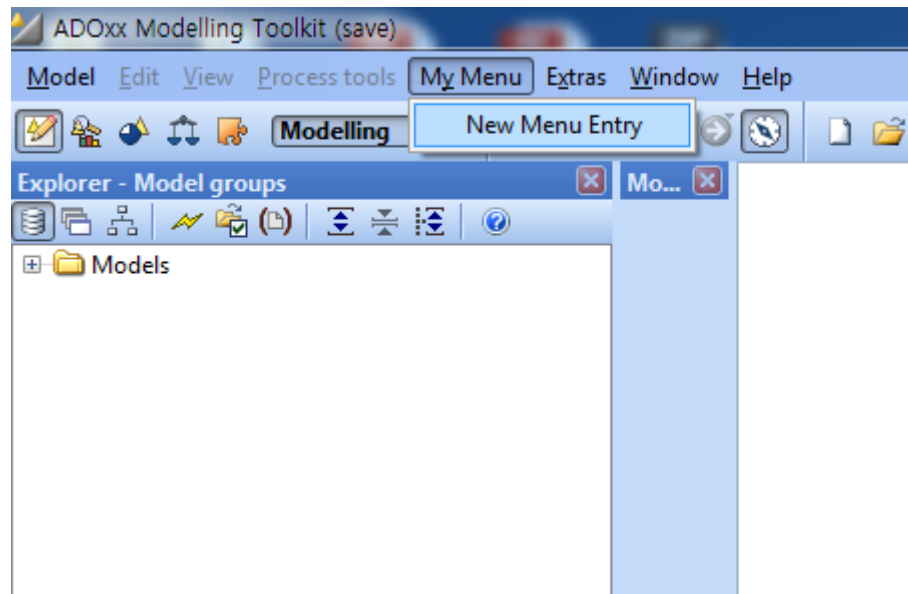 ADOxx Modelling Toolkit (save)
Model Edit View Process tools My Menu Extras Window Help
Modelling New Menu Entry
Explorer - Model groups Mo...
Models